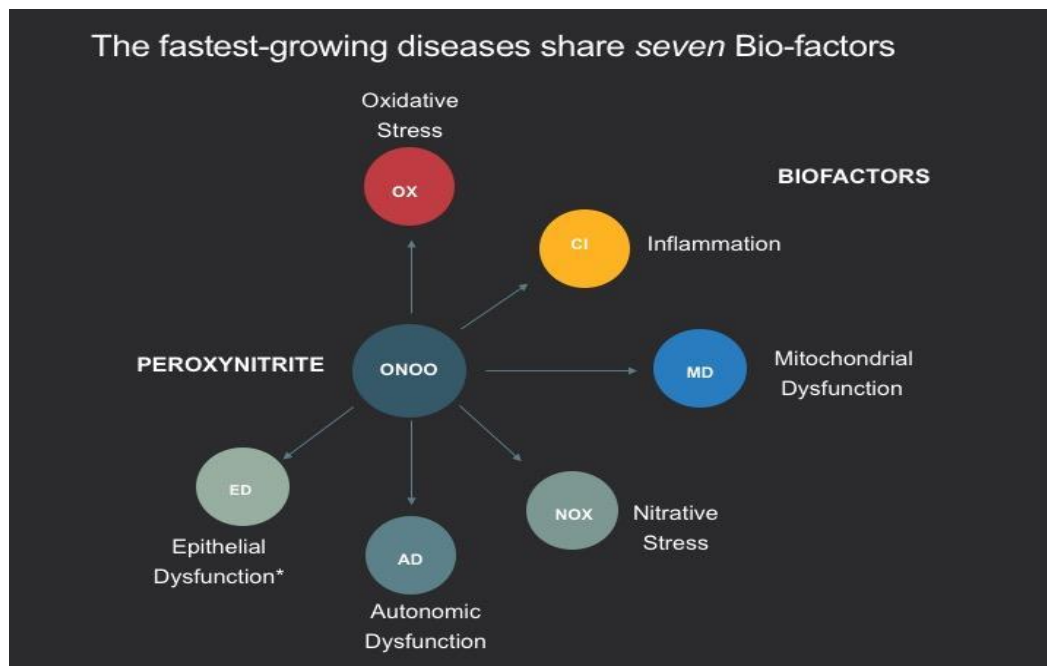 The fastest-growing diseases share seven Bio-factors
Oxidative
Stress
OX
BIOFACTORS
CI
Inflammation
PEROXYNITRITE
ONOO
MD
Mitochondrial
Dysfunction
ED
Epithelial
Dysfunction*
AD
Autonomic
Dysfunction
NOX
Nitrative
Stress